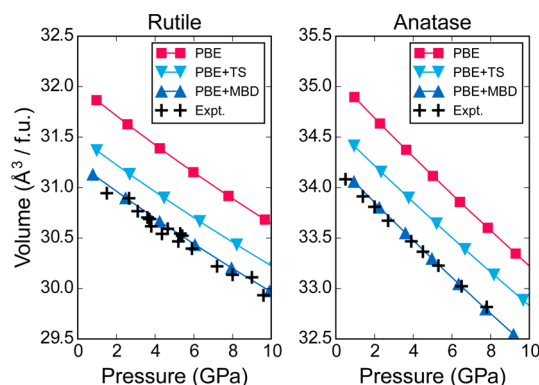 Rutile
Anatase
Volume (Å³ / f.u.)
32.5
32.0
31.5
31.0
30.5
30.0
29.5
PBE
PBE+TS
PBE+MBD
Expt.
0 2 4 6 8 10
Pressure (GPa)
35.5
35.0
34.5
34.0
33.5
33.0
32.5
PBE
PBE+TS
PBE+MBD
Expt.
0 2 4 6 8 10
Pressure (GPa)